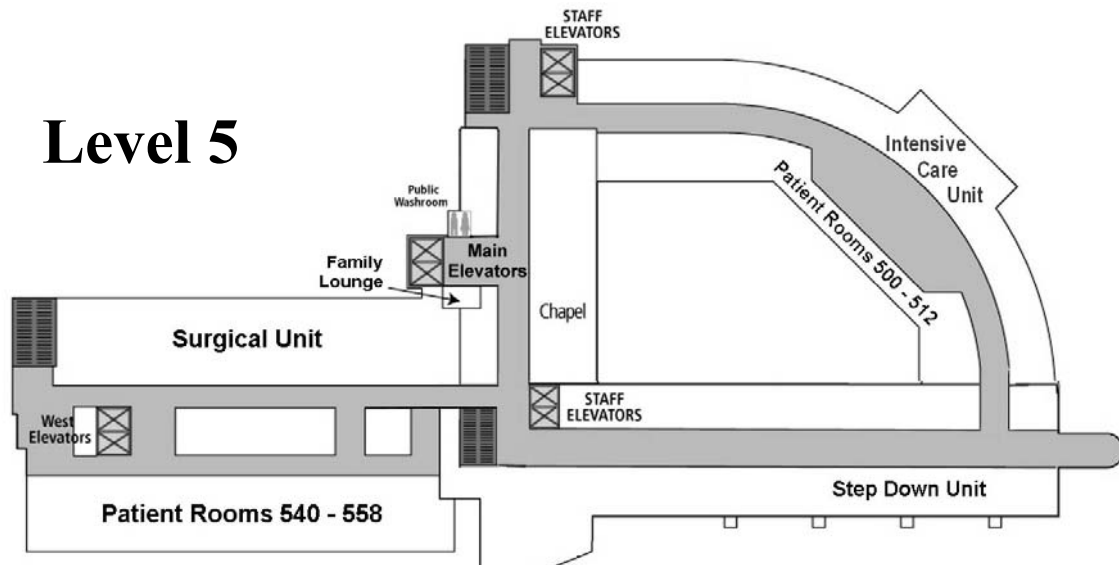 STAFF
ELEVATORS
Level 5
Intensive
Care
Unit
Patient Rooms 500 - 512
Public
Washroom
Main
Elevators
Family
Lounge
Chapel
Surgical Unit
STAFF
ELEVATORS
West
Elevators
Step Down Unit
Patient Rooms 540 - 558